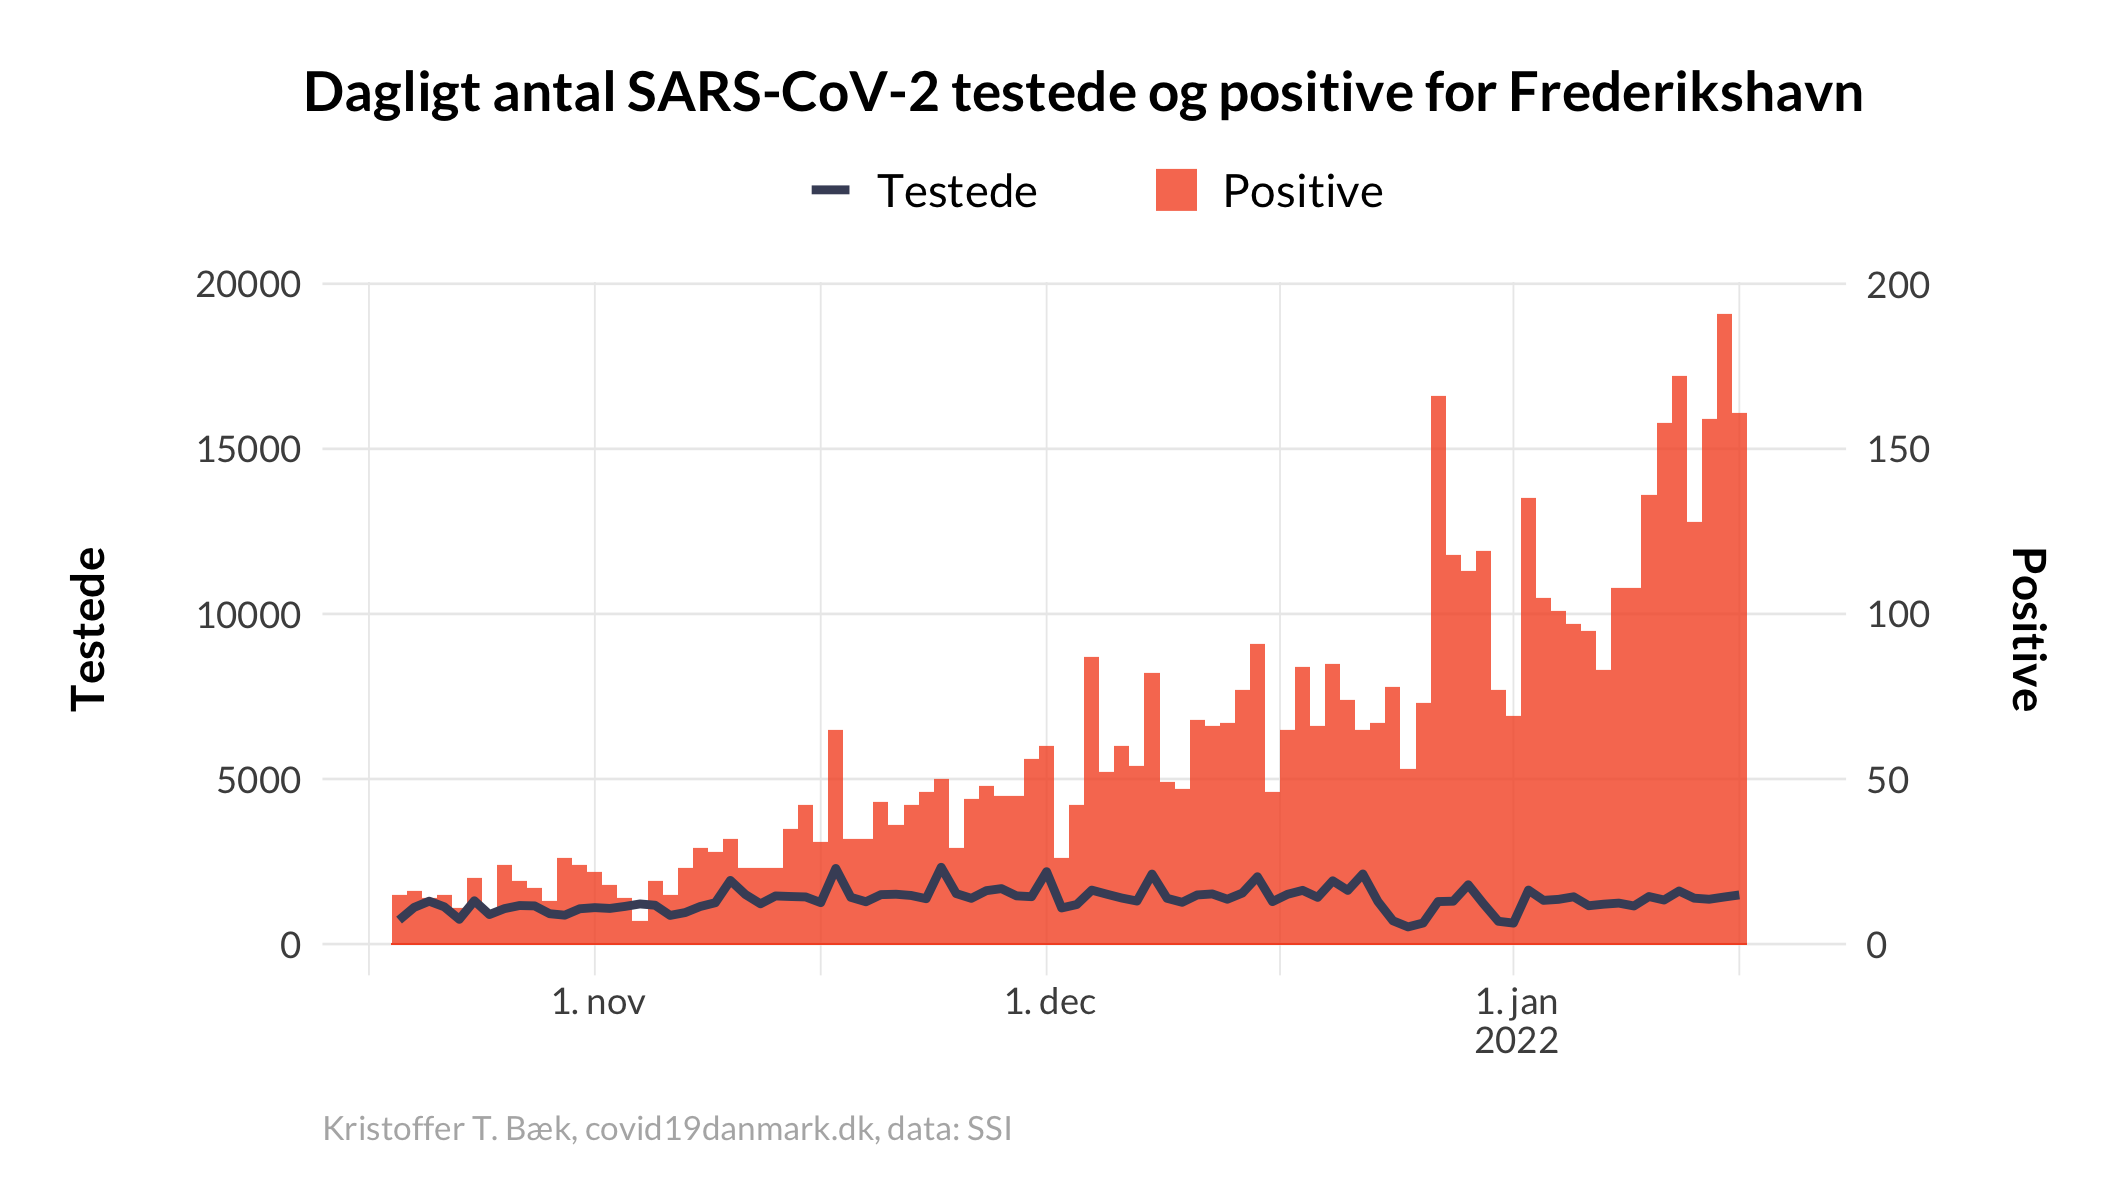 Dagligt antal SARS-CoV-2 testede og positive for Frederikshavn
Testede
Positive
20000
15000
10000
5000
0
Testede
200
150
100
50
0
Positive
1. nov
1. dec
1. jan
2022
Kristoffer T. Bæk, covid19danmark.dk, data: SSI